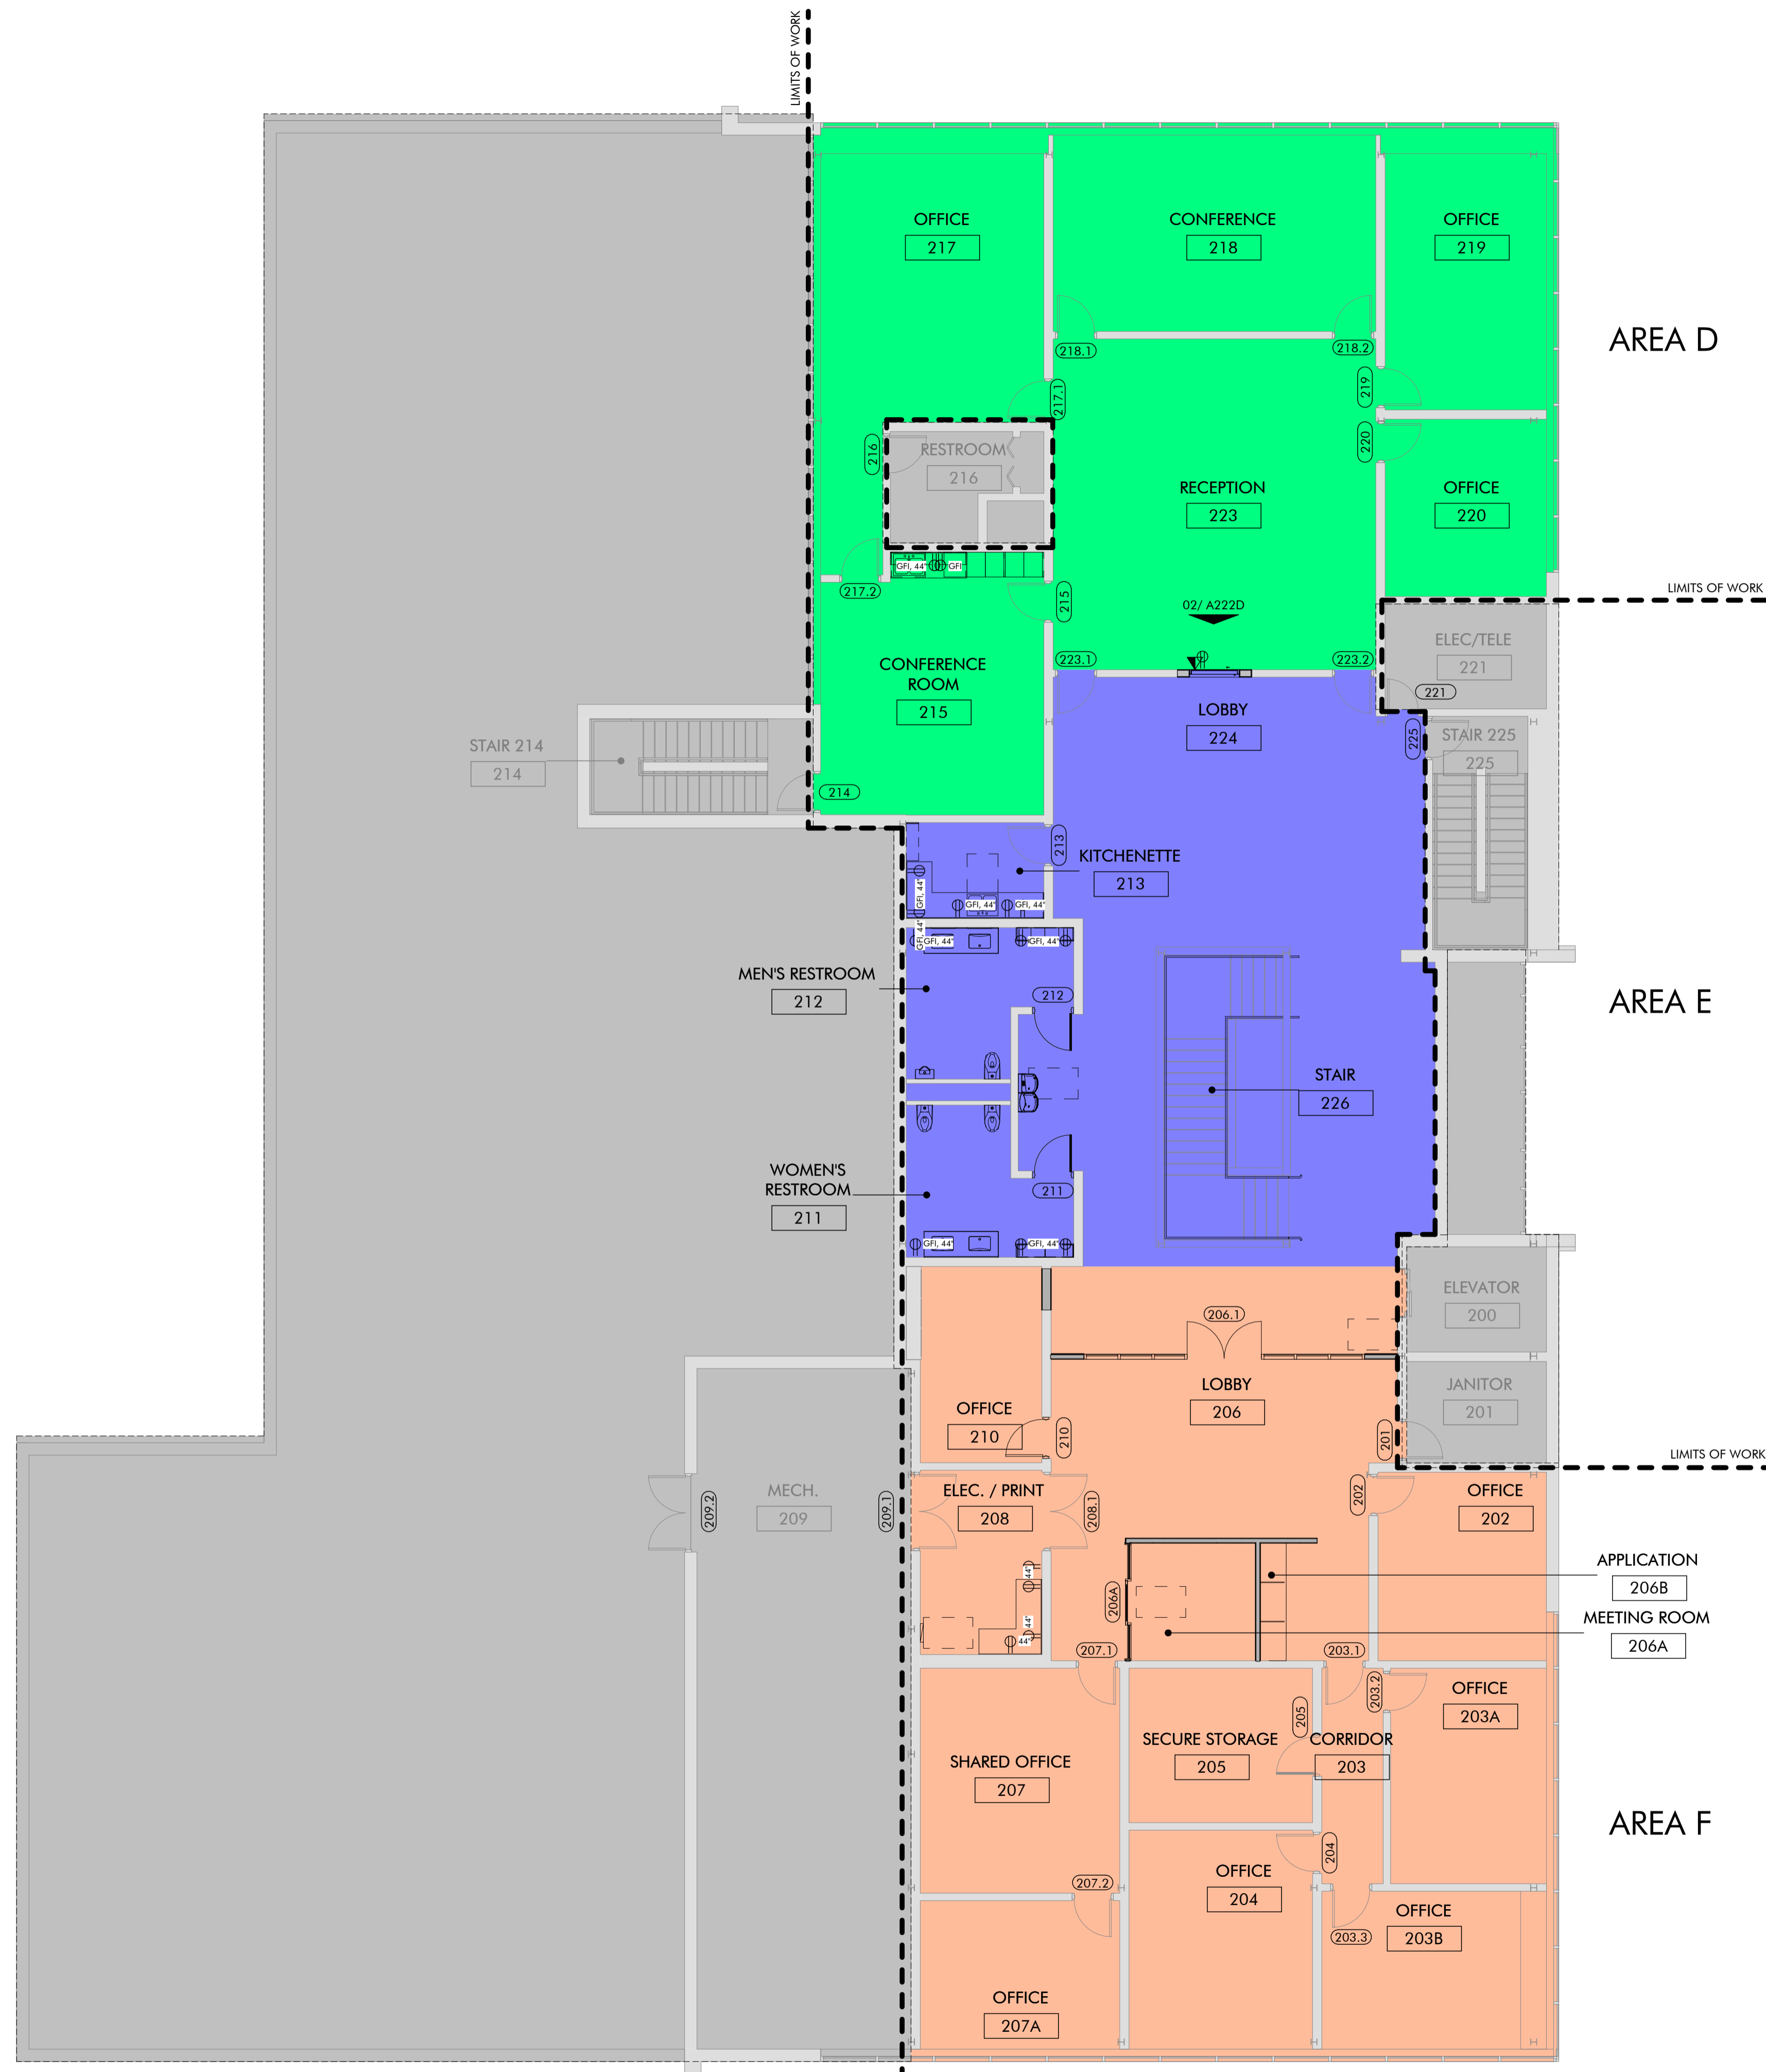 LIMITS OF WORK
OFFICE
217
CONFERENCE
218
OFFICE
219
AREA D
218.1
218.2
217.1
219
216
220
RESTROOM
216
RECEPTION
223
OFFICE
220
GFI, 44"
GFI
217.2
215
02/ A222D
LIMITS OF WORK
ELEC/TELE
221
CONFERENCE
ROOM
215
223.1
223.2
221
LOBBY
224
225
STAIR 225
225
STAIR 214
214
214
213
KITCHENETTE
213
GFI, 44"
GFI, 44"
GFI, 44"
GFI, 44"
GFI, 44"
GFI, 44"
MEN'S RESTROOM
212
212
AREA E
STAIR
226
WOMEN'S
RESTROOM
211
211
GFI, 44"
GFI, 44"
ELEVATOR
200
206.1
LOBBY
206
JANITOR
201
OFFICE
210
210
201
LIMITS OF WORK
MECH.
209
209.2
209.1
ELEC. / PRINT
208
208.1
202
OFFICE
202
APPLICATION
206B
MEETING ROOM
206A
206A
44"
44"
44"
207.1
203.1
203.2
OFFICE
203A
205
SECURE STORAGE
205
CORRIDOR
203
SHARED OFFICE
207
AREA F
204
OFFICE
204
207.2
OFFICE
203B
203.3
OFFICE
207A